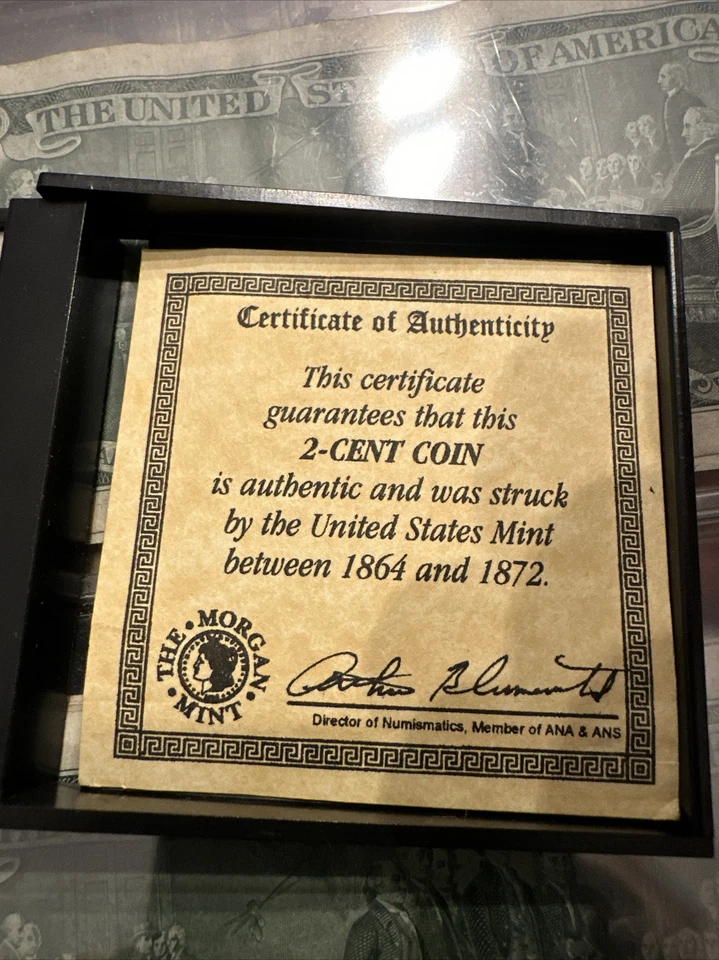 THE UNITED ST OF AMERICA
Certificate of Authenticity
This certificate
guarantees that this
2-CENT COIN
is authentic and was struck
by the United States Mint
between 1864 and 1872.
THE • MORGAN • MINT •
Director of Numismatics, Member of ANA & ANS